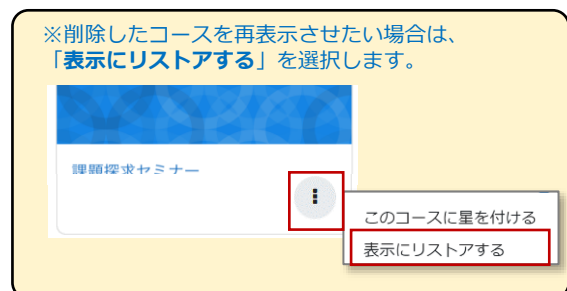 ※削除したコースを再表示させたい場合は、
「表示にリストアする」を選択します。
課題探求セミナー
このコースに星を付ける
表示にリストアする